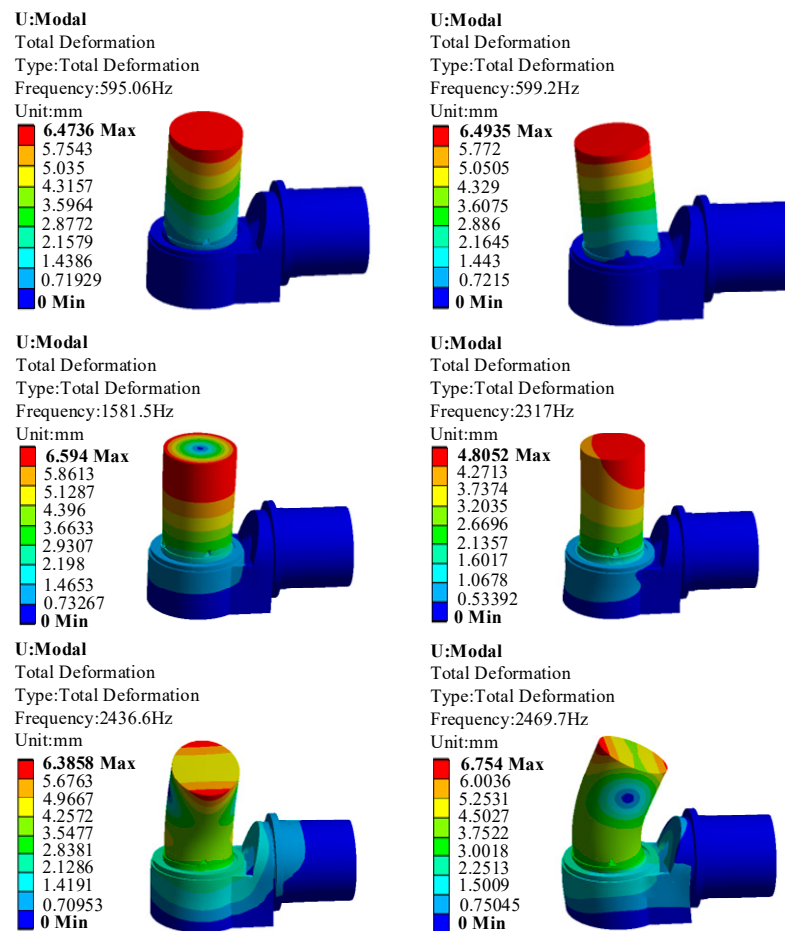 U:Modal
Total Deformation
Type:Total Deformation
Frequency:595.06Hz
Unit:mm
6.4736 Max
5.7543
5.035
4.3157
3.5964
2.8772
2.1579
1.4386
0.71929
0 Min
U:Modal
Total Deformation
Type:Total Deformation
Frequency:599.2Hz
Unit:mm
6.4935 Max
5.772
5.0505
4.329
3.6075
2.886
2.1645
1.443
0.7215
0 Min
U:Modal
Total Deformation
Type:Total Deformation
Frequency:1581.5Hz
Unit:mm
6.594 Max
5.8613
5.1287
4.396
3.6633
2.9307
2.198
1.4653
0.73267
0 Min
U:Modal
Total Deformation
Type:Total Deformation
Frequency:2317Hz
Unit:mm
4.8052 Max
4.2713
3.7374
3.2035
2.6696
2.1357
1.6017
1.0678
0.53392
0 Min
U:Modal
Total Deformation
Type:Total Deformation
Frequency:2436.6Hz
Unit:mm
6.3858 Max
5.6763
4.9667
4.2572
3.5477
2.8381
2.1286
1.4191
0.70953
0 Min
U:Modal
Total Deformation
Type:Total Deformation
Frequency:2469.7Hz
Unit:mm
6.754 Max
6.0036
5.2531
4.5027
3.7522
3.0018
2.2513
1.5009
0.75045
0 Min